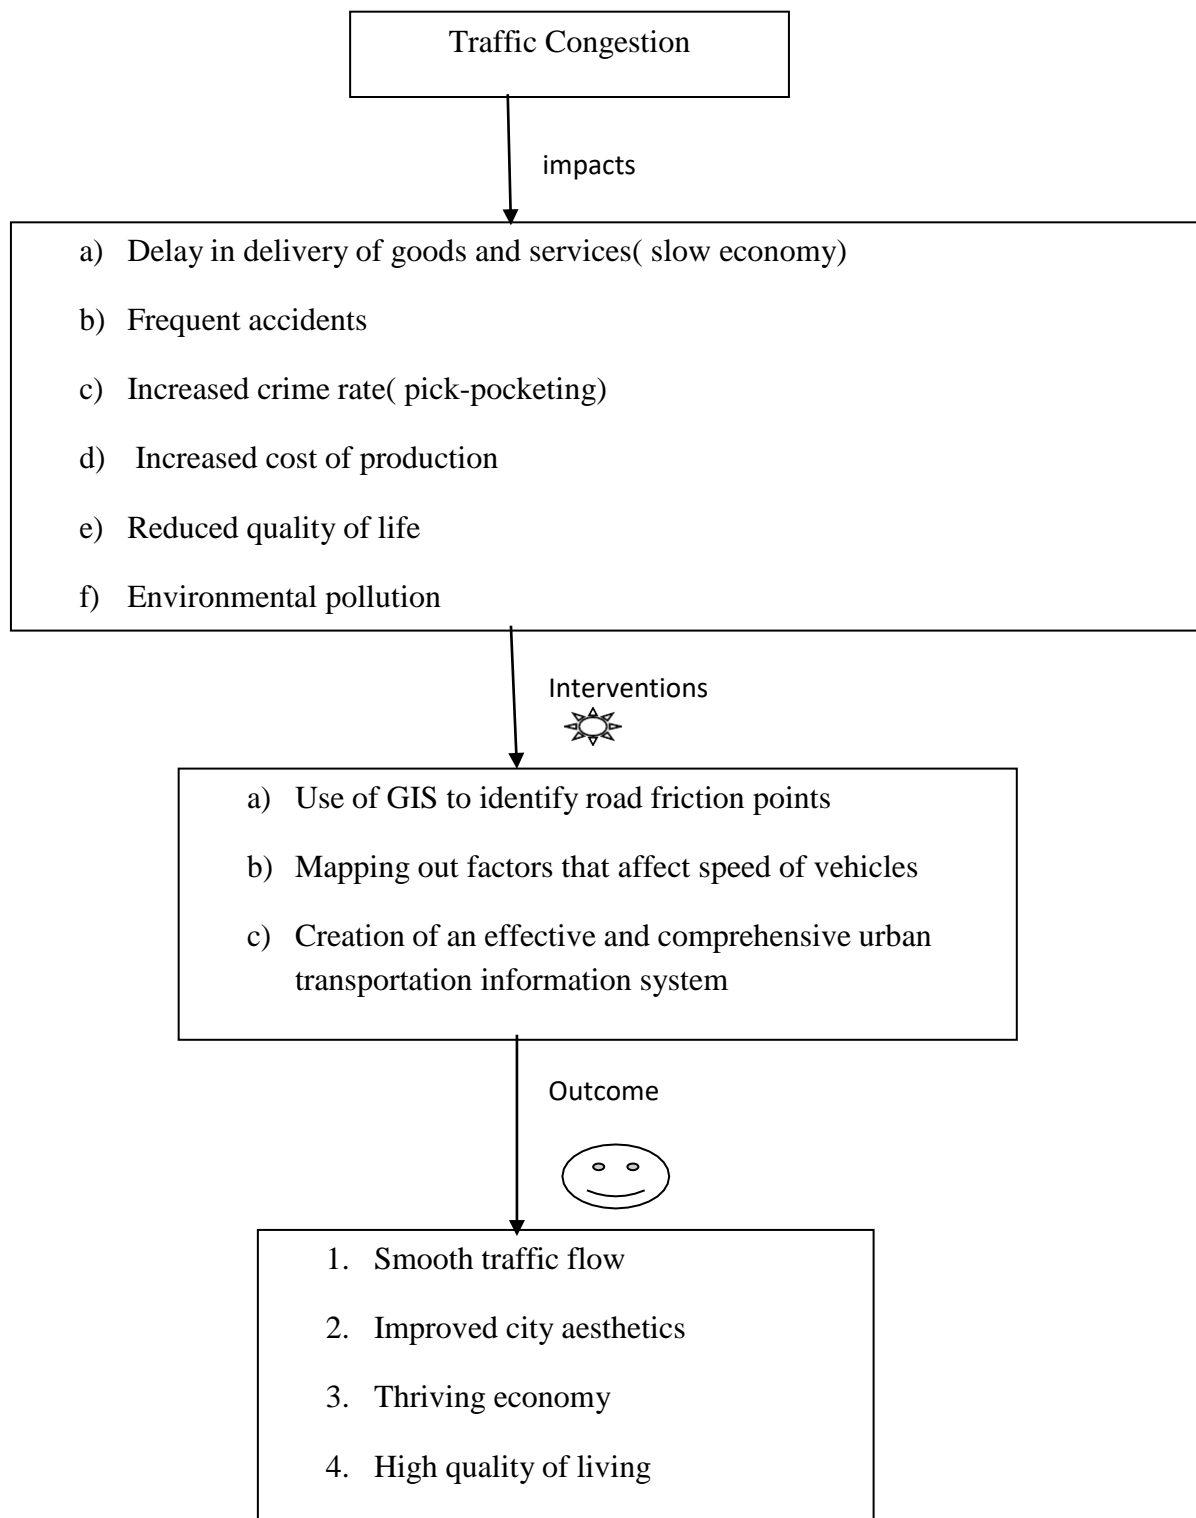 Traffic Congestion
impacts
a) Delay in delivery of goods and services( slow economy)
b) Frequent accidents
c) Increased crime rate( pick-pocketing)
d) Increased cost of production
e) Reduced quality of life
f) Environmental pollution
Interventions
a) Use of GIS to identify road friction points
b) Mapping out factors that affect speed of vehicles
c) Creation of an effective and comprehensive urban
transportation information system
Outcome
1. Smooth traffic flow
2. Improved city aesthetics
3. Thriving economy
4. High quality of living